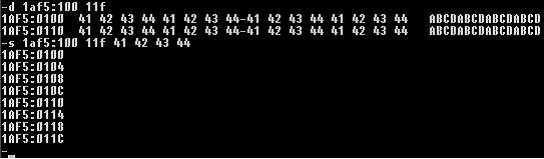 -d 1af5:100 11f
1AF5:0100  41 42 43 44 41 42 43 44-41 42 43 44 41 42 43 44   ABCDABCDABCDABCD
1AF5:0110  41 42 43 44 41 42 43 44-41 42 43 44 41 42 43 44   ABCDABCDABCDABCD
-s 1af5:100 11f 41 42 43 44
1AF5:0100
1AF5:0104
1AF5:0108
1AF5:010C
1AF5:0110
1AF5:0114
1AF5:0118
1AF5:011C
-